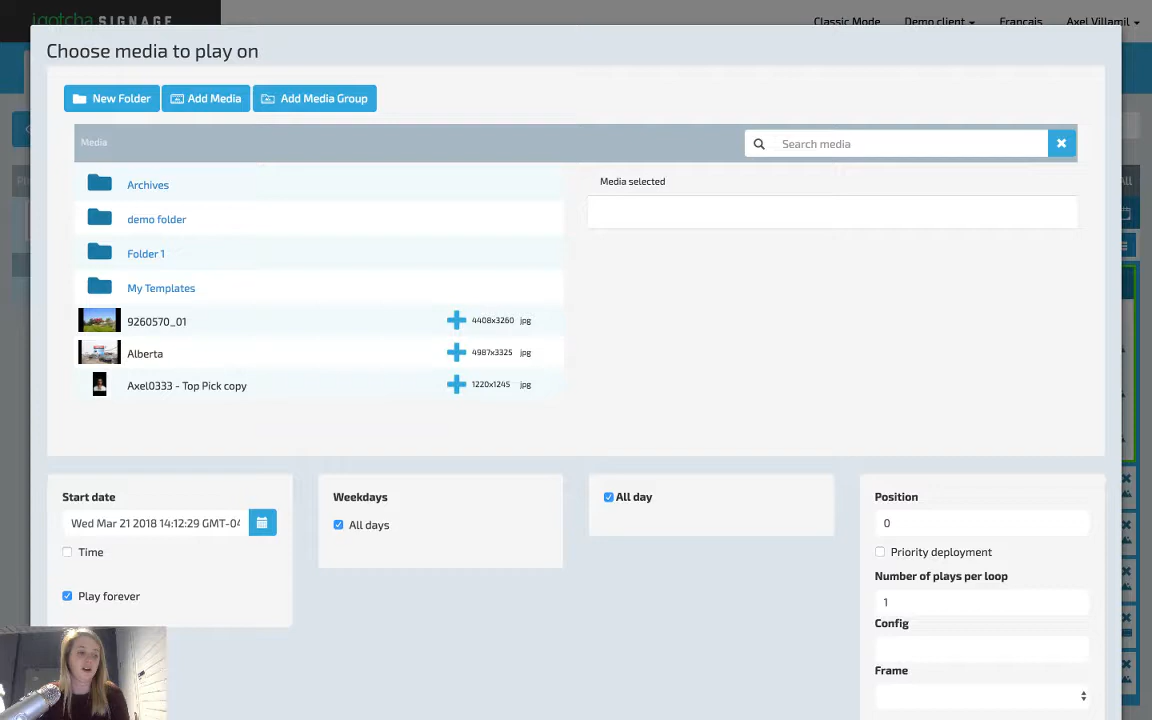 igotcha SIGNAGE
Classic Mode Demo client Français Axel Villamil
Choose media to play on
New Folder Add Media Add Media Group
Media Search media
Archives
demo folder
Folder 1
My Templates
9260570_01 4408x3260 jpg
Alberta 4987x3325 jpg
Axel0333 - Top Pick copy 1220x1245 jpg
Media selected
Start date
Wed Mar 21 2018 14:12:29 GMT-04
Time
Play forever
Weekdays
All days
All day
Position
0
Priority deployment
Number of plays per loop
1
Config
Frame